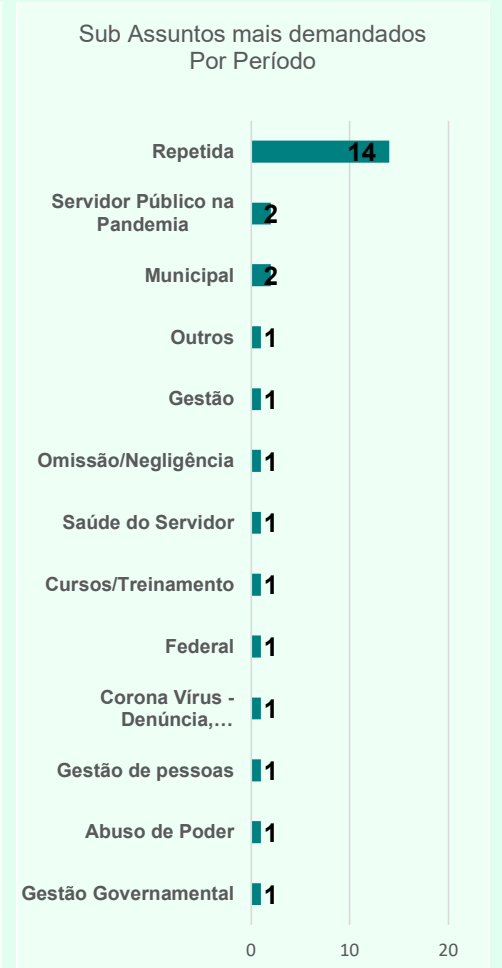 Sub Assuntos mais demandados
Por Período
Repetida 14
Servidor Público na
Pandemia 2
Municipal 2
Outros 1
Gestão 1
Omissão/Negligência 1
Saúde do Servidor 1
Cursos/Treinamento 1
Federal 1
Corona Vírus -
Denúncia,... 1
Gestão de pessoas 1
Abuso de Poder 1
Gestão Governamental 1
0 10 20